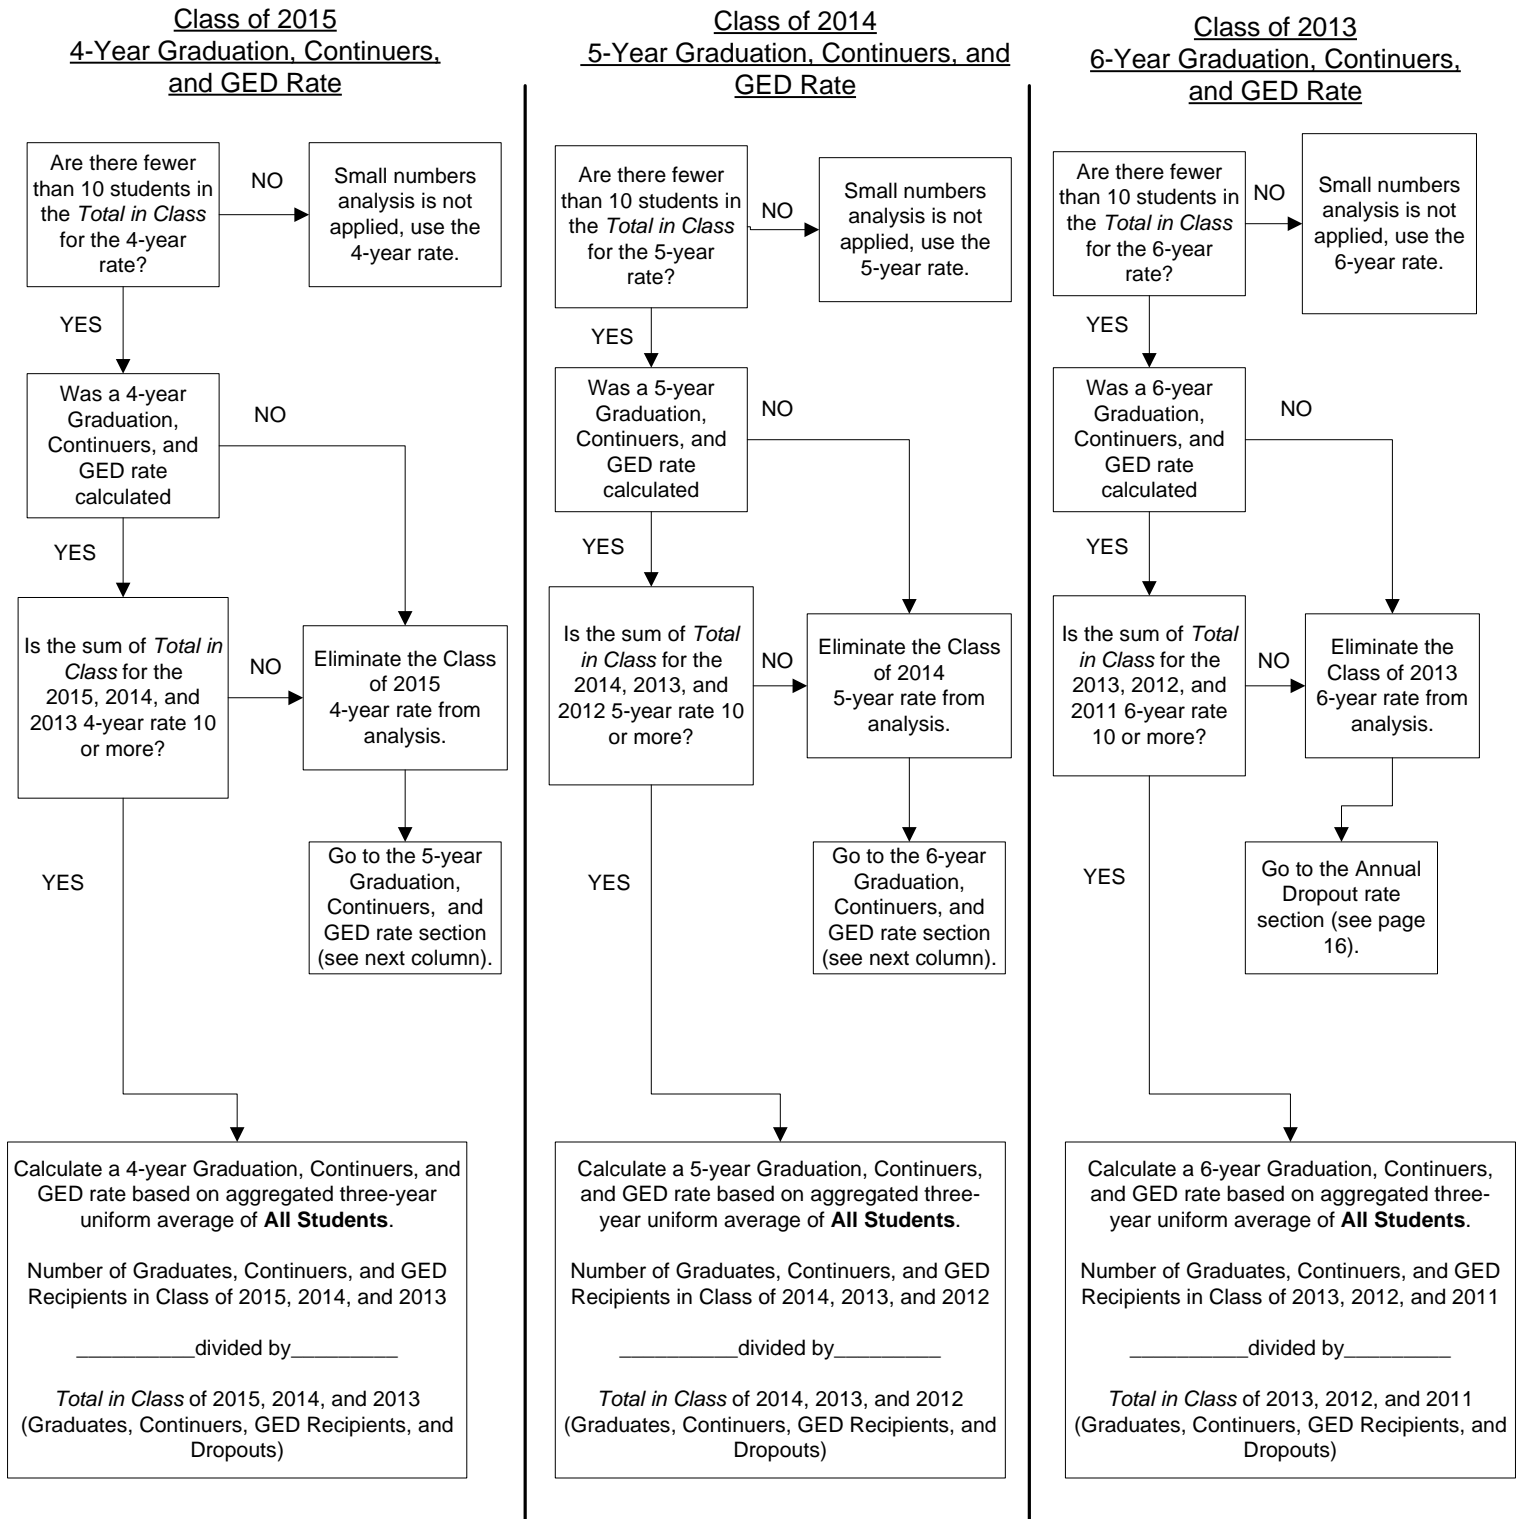 Class of 2015
4-Year Graduation, Continuers,
and GED Rate
Are there fewer
than 10 students in
the Total in Class
for the 4-year
rate?
NO
Small numbers
analysis is not
applied, use the
4-year rate.
YES
Was a 4-year
Graduation,
Continuers, and
GED rate
calculated
NO
YES
Is the sum of Total in
Class for the
2015, 2014, and
2013 4-year rate 10
or more?
NO
Eliminate the Class
of 2015
4-year rate from
analysis.
Go to the 5-year
Graduation,
Continuers, and
GED rate section
(see next column).
YES
Calculate a 4-year Graduation, Continuers, and
GED rate based on aggregated three-year
uniform average of All Students.
Number of Graduates, Continuers, and GED
Recipients in Class of 2015, 2014, and 2013
__________divided by_________
Total in Class of 2015, 2014, and 2013
(Graduates, Continuers, GED Recipients, and
Dropouts)
Class of 2014
5-Year Graduation, Continuers, and
GED Rate
Are there fewer
than 10 students in
the Total in Class
for the 5-year
rate?
NO
Small numbers
analysis is not
applied, use the
5-year rate.
YES
Was a 5-year
Graduation,
Continuers, and
GED rate
calculated
NO
YES
Is the sum of Total
in Class for the
2014, 2013, and
2012 5-year rate 10
or more?
NO
Eliminate the Class
of 2014
5-year rate from
analysis.
Go to the 6-year
Graduation,
Continuers, and
GED rate section
(see next column).
YES
Calculate a 5-year Graduation, Continuers,
and GED rate based on aggregated three-
year uniform average of All Students.
Number of Graduates, Continuers, and GED
Recipients in Class of 2014, 2013, and 2012
__________divided by_________
Total in Class of 2014, 2013, and 2012
(Graduates, Continuers, GED Recipients, and
Dropouts)
Class of 2013
6-Year Graduation, Continuers,
and GED Rate
Are there fewer
than 10 students in
the Total in Class
for the 6-year
rate?
NO
Small numbers
analysis is not
applied, use the
6-year rate.
YES
Was a 6-year
Graduation,
Continuers, and
GED rate
calculated
NO
YES
Is the sum of Total
in Class for the
2013, 2012, and
2011 6-year rate
10 or more?
NO
Eliminate the
Class of 2013
6-year rate from
analysis.
Go to the Annual
Dropout rate
section (see page
16).
YES
Calculate a 6-year Graduation, Continuers,
and GED rate based on aggregated three-
year uniform average of All Students.
Number of Graduates, Continuers, and GED
Recipients in Class of 2013, 2012, and 2011
__________divided by_________
Total in Class of 2013, 2012, and 2011
(Graduates, Continuers, GED Recipients, and
Dropouts)